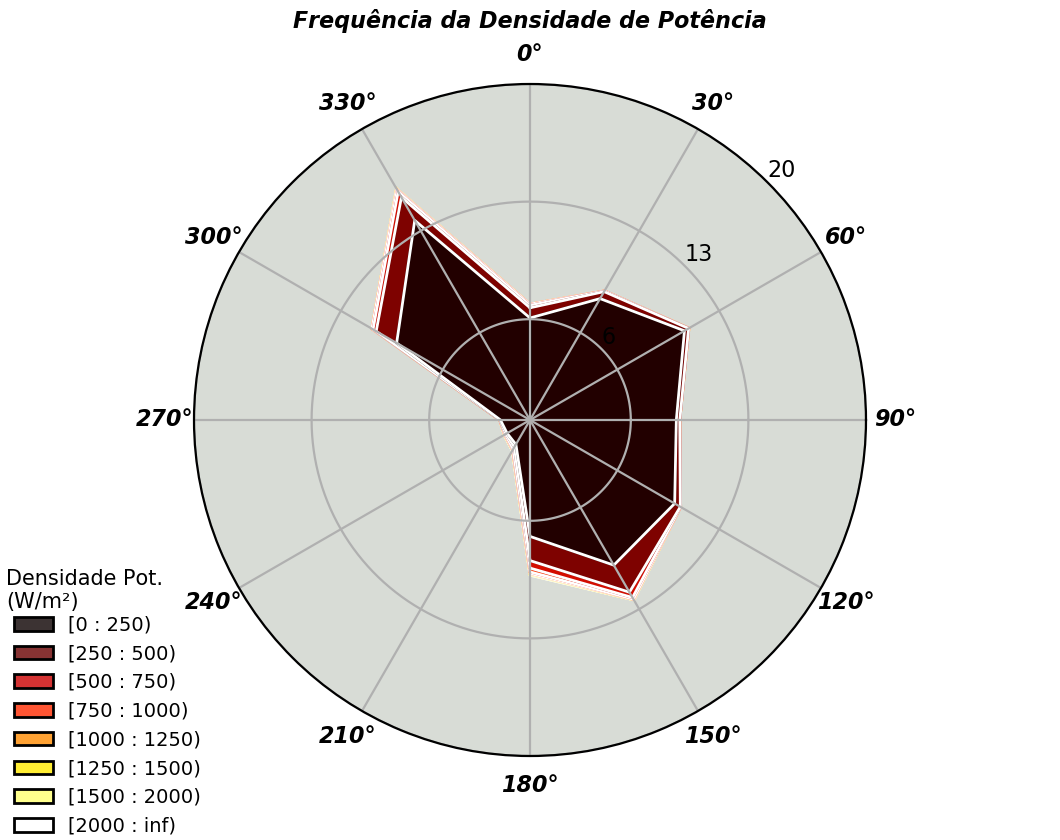 Frequência da Densidade de Potência
0°
330°
30°
20
300°
60°
13
6
270°
90°
Densidade Pot.
(W/m²)
240°
120°
[0 : 250)
[250 : 500)
[500 : 750)
[750 : 1000)
210°
150°
[1000 : 1250)
[1250 : 1500)
180°
[1500 : 2000)
[2000 : inf)